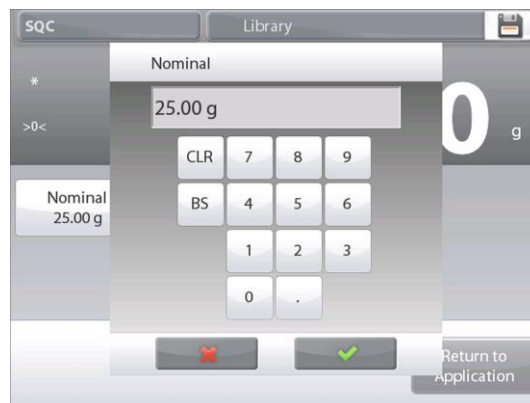 SQC
Library
Nominal
*
>0<
25.00 g
0
g
CLR 7 8 9
BS 4 5 6
1 2 3
0 .
Nominal
25.00 g
Return to
Application